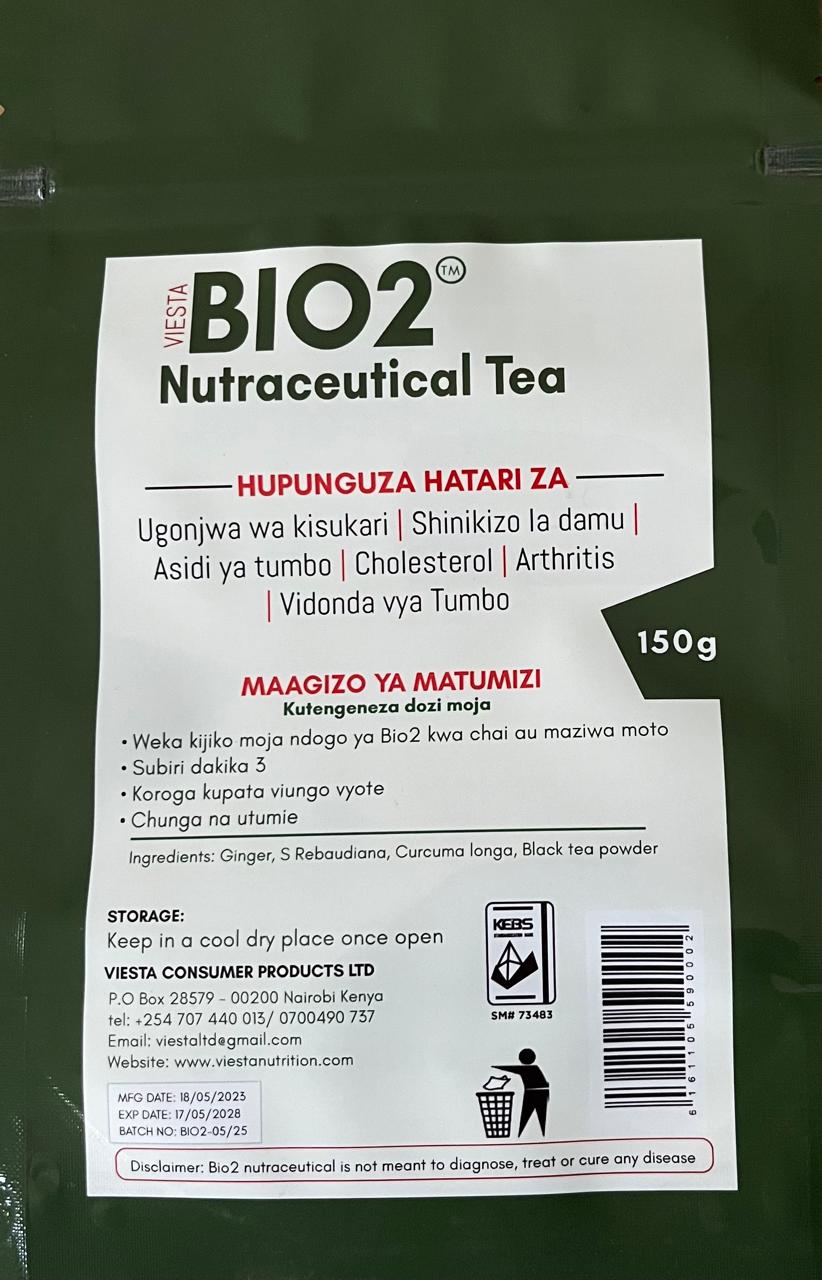 VIESTA
BIO2 TM
Nutraceutical Tea
HUPUNGUZA HATARI ZA
Ugonjwa wa kisukari | Shinikizo la damu |
Asidi ya tumbo | Cholesterol | Arthritis
| Vidonda vya Tumbo
150g
MAAGIZO YA MATUMIZI
Kutengeneza dozi moja
• Weka kijiko moja ndogo ya Bio2 kwa chai au maziwa moto
• Subiri dakika 3
• Koroga kupata viungo vyote
• Chunga na utumie
Ingredients: Ginger, S Rebaudiana, Curcuma longa, Black tea powder
STORAGE:
Keep in a cool dry place once open
VIESTA CONSUMER PRODUCTS LTD
P.O Box 28579 - 00200 Nairobi Kenya
tel: +254 707 440 013/ 0700490 737
Email: viestaltd@gmail.com
Website: www.viestanutrition.com
KEBS
SM# 73483
6 161105 590002
MFG DATE: 18/05/2023
EXP DATE: 17/05/2028
BATCH NO: BIO2-05/25
Disclaimer: Bio2 nutraceutical is not meant to diagnose, treat or cure any disease